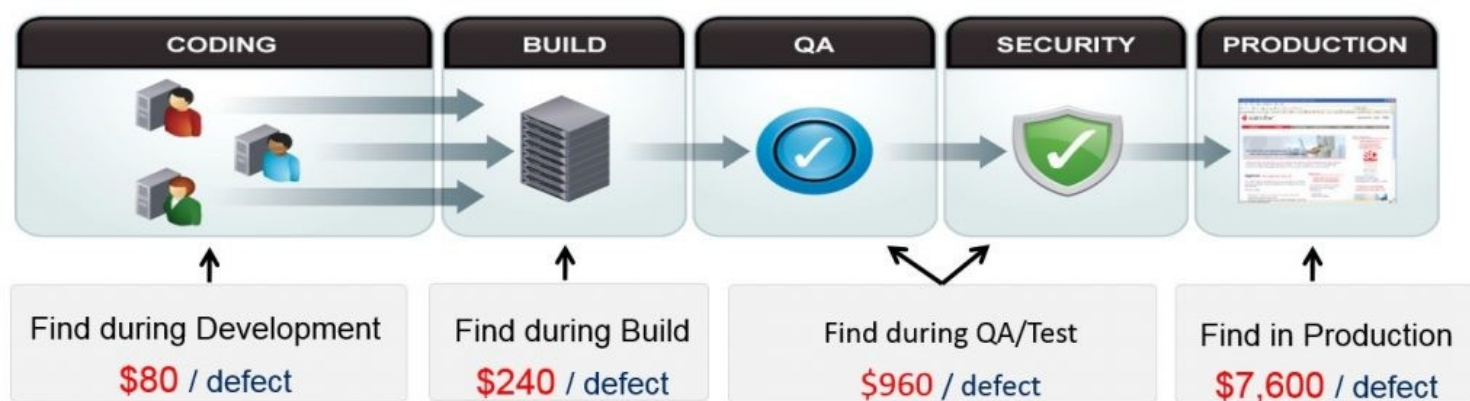 CODING
BUILD
QA
SECURITY
PRODUCTION
Find during Development
$80 / defect
Find during Build
$240 / defect
Find during QA/Test
$960 / defect
Find in Production
$7,600 / defect